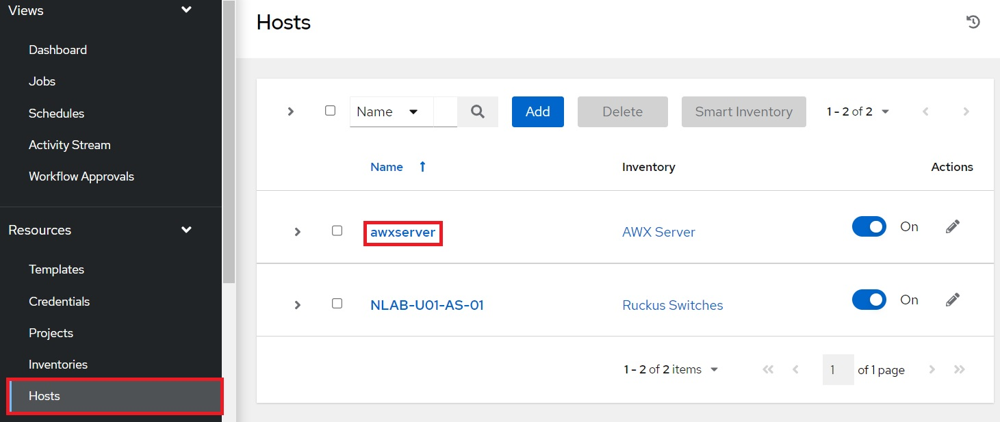 Views
Dashboard
Jobs
Schedules
Activity Stream
Workflow Approvals
Resources
Templates
Credentials
Projects
Inventories
Hosts
Hosts
Name Add Delete Smart Inventory 1 - 2 of 2
Name Inventory Actions
awxserver AWX Server On
NLAB-U01-AS-01 Ruckus Switches On
1 - 2 of 2 items 1 of 1 page